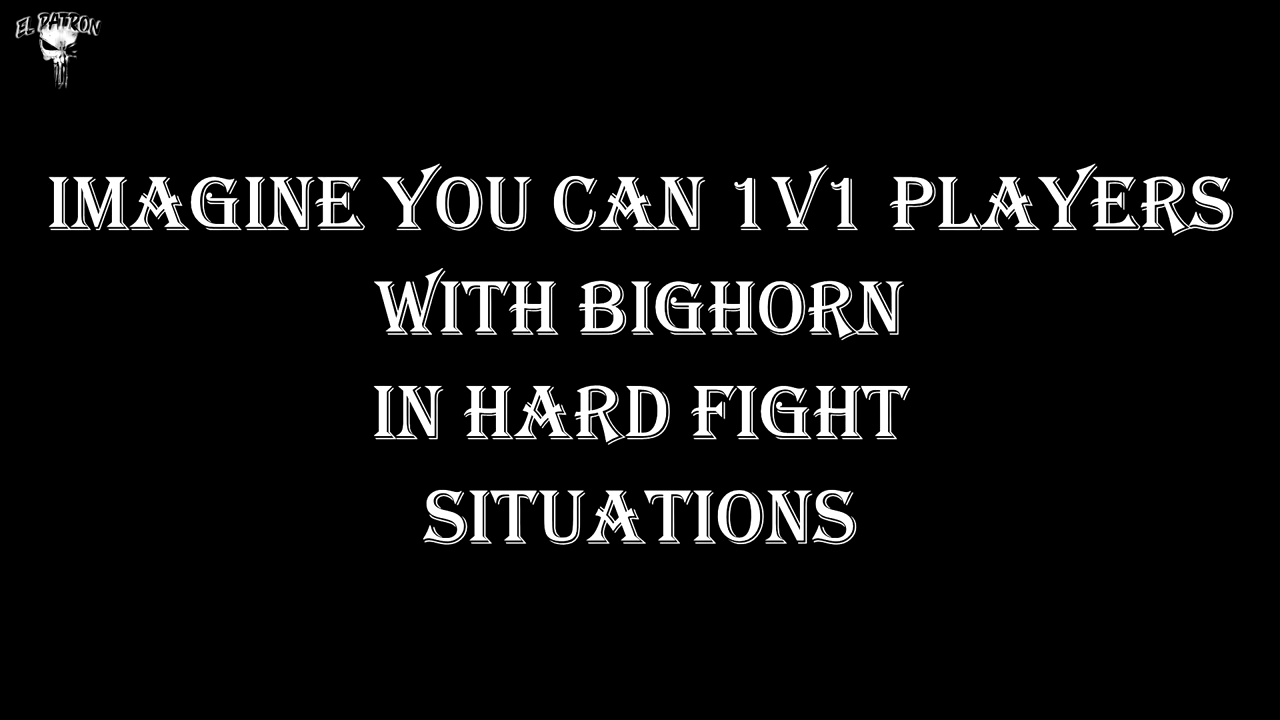 EL PATRON
IMAGINE YOU CAN 1V1 PLAYERS
WITH BIGHORN
IN HARD FIGHT
SITUATIONS